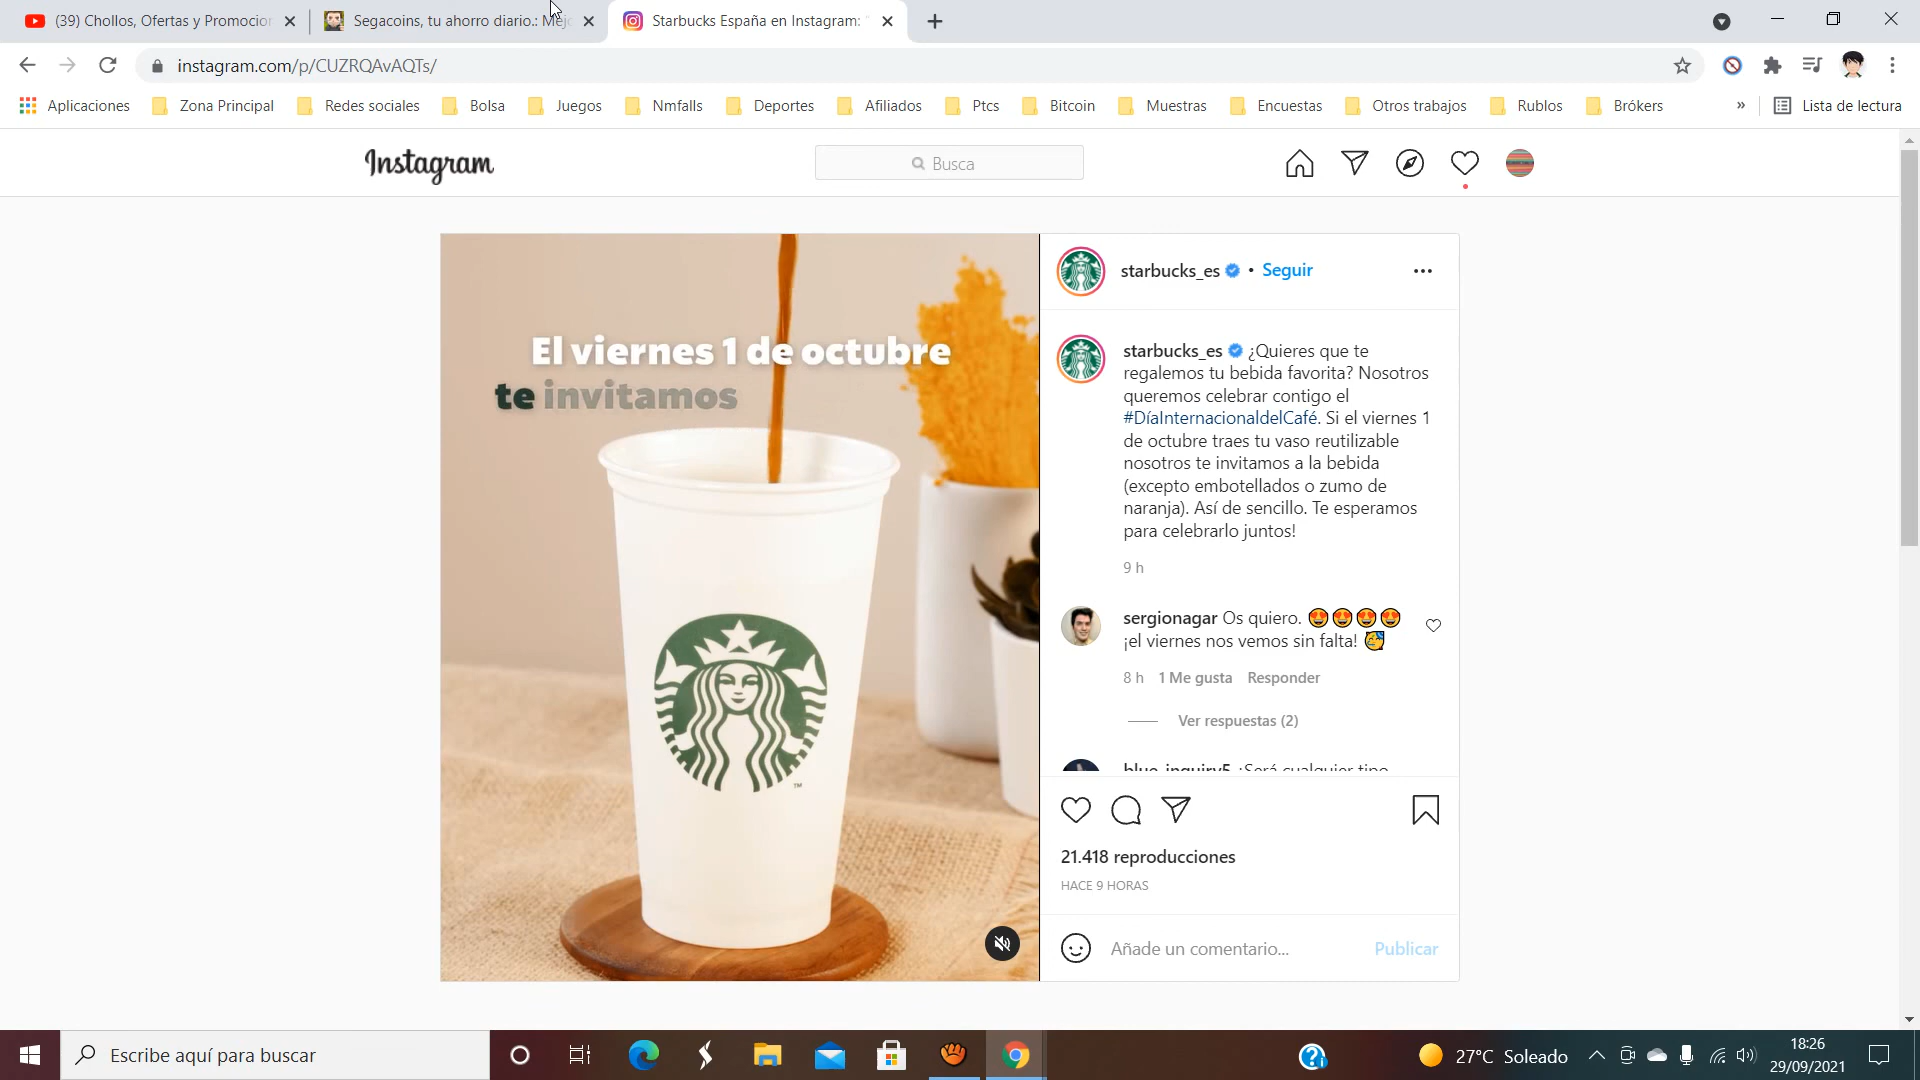 (39) Chollos, Ofertas y Promocion
Segacoins, tu ahorro diario.: Mej
Starbucks España en Instagram: "
instagram.com/p/CUZRQAvAQTs/
Aplicaciones
Zona Principal
Redes sociales
Bolsa
Juegos
Nmfalls
Deportes
Afiliados
Ptcs
Bitcoin
Muestras
Encuestas
Otros trabajos
Rublos
Brókers
»
Lista de lectura
Instagram
Busca
El viernes 1 de octubre
te invitamos
TM
starbucks_es • Seguir
starbucks_es ¿Quieres que te
regalemos tu bebida favorita? Nosotros
queremos celebrar contigo el
#DíaInternacionaldelCafé. Si el viernes 1
de octubre traes tu vaso reutilizable
nosotros te invitamos a la bebida
(excepto embotellados o zumo de
naranja). Así de sencillo. Te esperamos
para celebrarlo juntos!
9 h
sergionagar Os quiero. 😍😍😍😍
¡el viernes nos vemos sin falta! 🥳
8 h 1 Me gusta Responder
Ver respuestas (2)
blue_inquiry5 ¿Será cualquier tipo
21.418 reproducciones
HACE 9 HORAS
Añade un comentario...
Publicar
Escribe aquí para buscar
27°C Soleado
18:26
29/09/2021